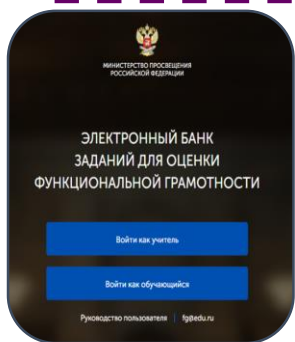 МИНИСТЕРСТВО ПРОСВЕЩЕНИЯ
РОССИЙСКОЙ ФЕДЕРАЦИИ
ЭЛЕКТРОННЫЙ БАНК
ЗАДАНИЙ ДЛЯ ОЦЕНКИ
ФУНКЦИОНАЛЬНОЙ ГРАМОТНОСТИ
Войти как учитель
Войти как обучающийся
Руководство пользователя | fg@edu.ru